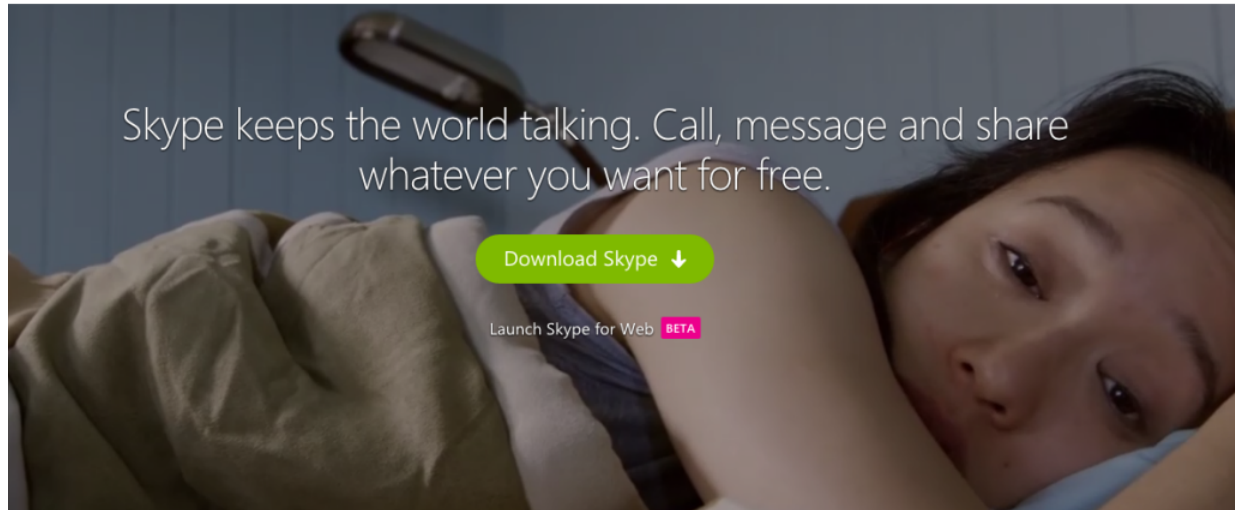 Skype keeps the world talking. Call, message and share
whatever you want for free.
Download Skype
Launch Skype for Web BETA